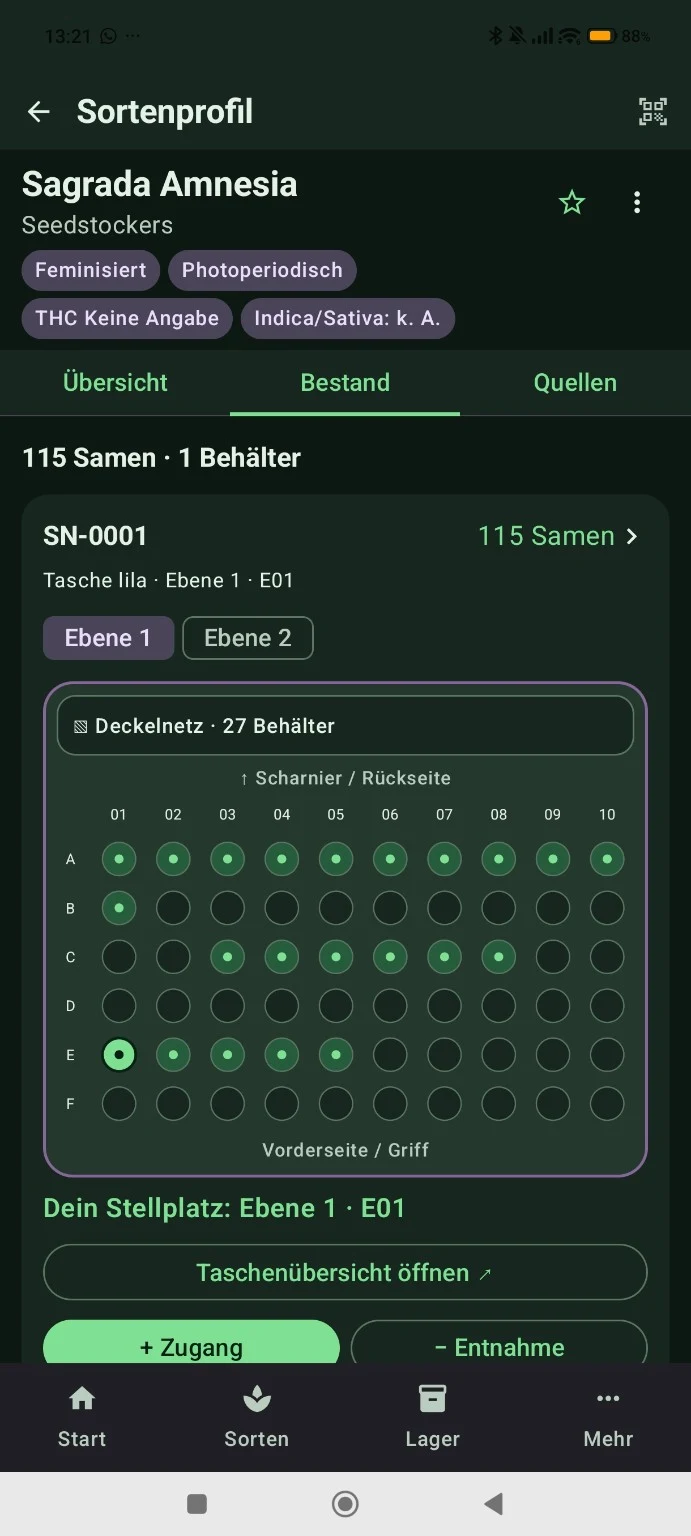 13:21 ··· 88%
Sortenprofil
Sagrada Amnesia
Seedstockers
Feminisiert Photoperiodisch
THC Keine Angabe Indica/Sativa: k. A.
Übersicht Bestand Quellen
115 Samen · 1 Behälter
SN-0001 115 Samen
Tasche lila · Ebene 1 · E01
Ebene 1 Ebene 2
▧ Deckelnetz · 27 Behälter
↑ Scharnier / Rückseite
01 02 03 04 05 06 07 08 09 10
A
B
C
D
E
F
Vorderseite / Griff
Dein Stellplatz: Ebene 1 · E01
Taschenübersicht öffnen ↗
+ Zugang − Entnahme
Start Sorten Lager Mehr